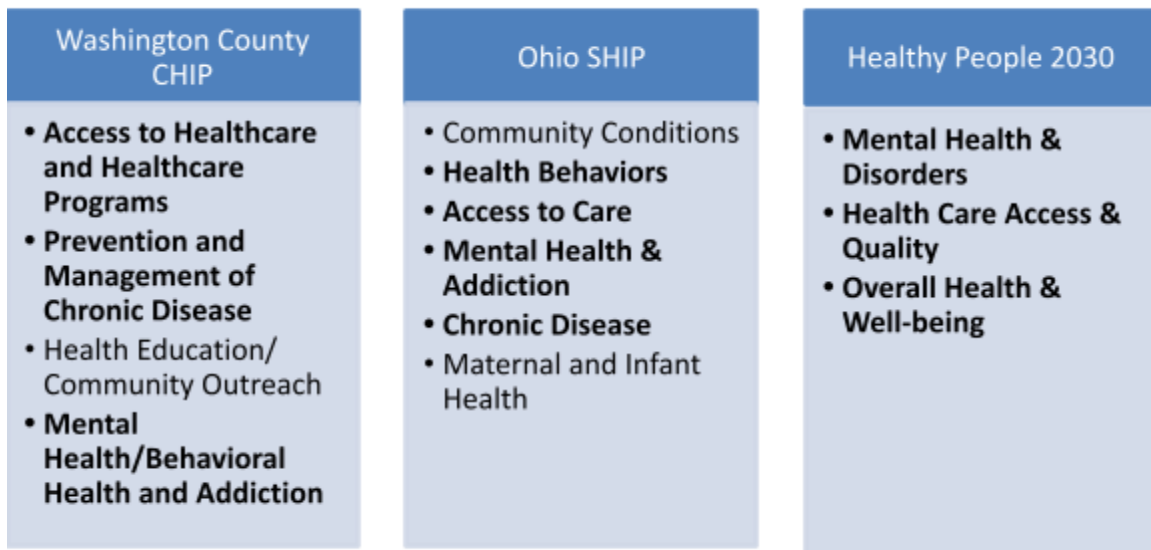 Washington County
CHIP
• Access to Healthcare
and Healthcare
Programs
• Prevention and
Management of
Chronic Disease
• Health Education/
Community Outreach
• Mental
Health/Behavioral
Health and Addiction
Ohio SHIP
• Community Conditions
• Health Behaviors
• Access to Care
• Mental Health &
Addiction
• Chronic Disease
• Maternal and Infant
Health
Healthy People 2030
• Mental Health &
Disorders
• Health Care Access &
Quality
• Overall Health &
Well-being